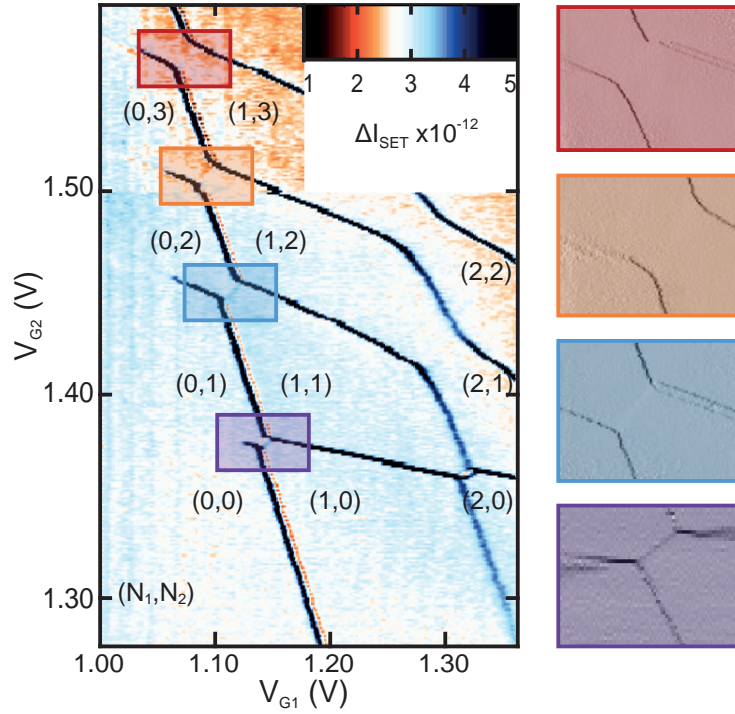 1 2 3 4 5
ΔI_SET x10⁻¹²
(0,3) (1,3)
1.50
(0,2) (1,2)
(2,2)
V_G2 (V)
(0,1) (1,1) (2,1)
1.40
(0,0) (1,0) (2,0)
(N₁,N₂)
1.30
1.00 1.10 1.20 1.30
V_G1 (V)